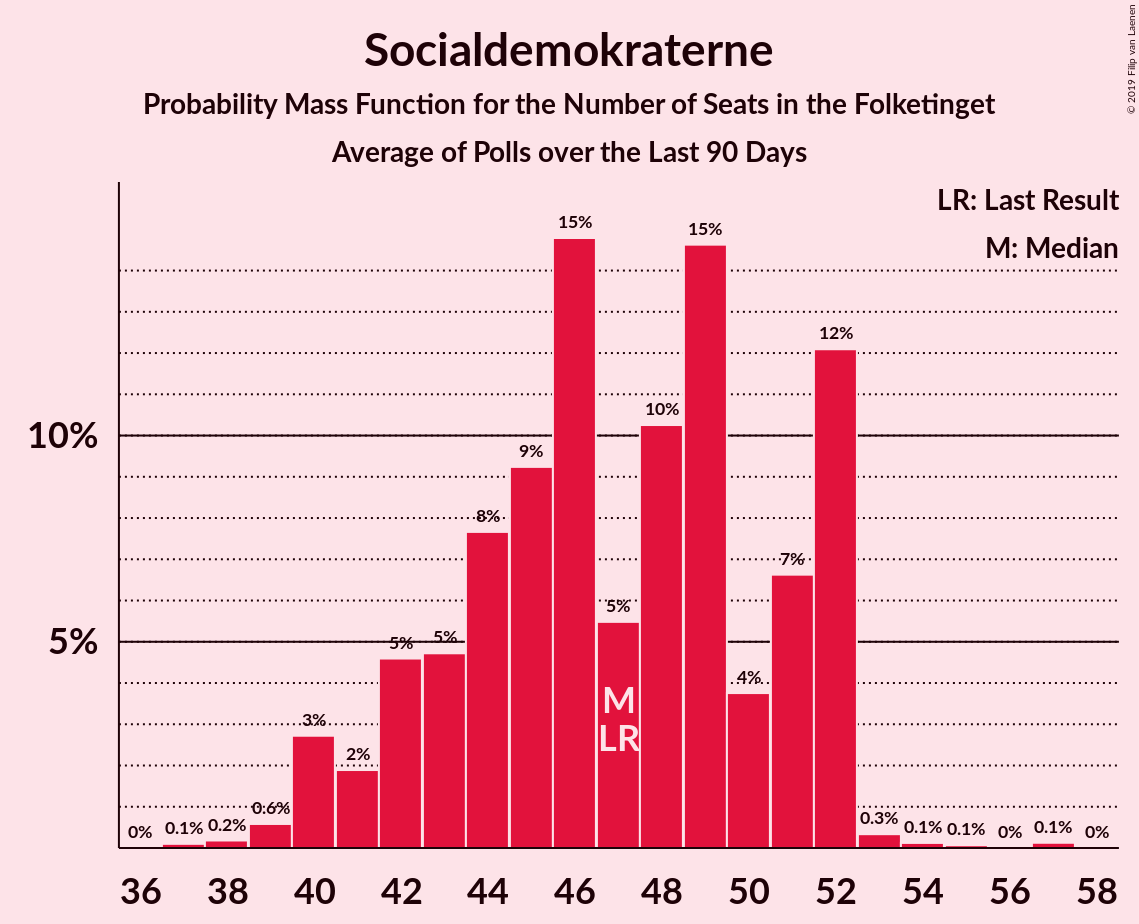 Socialdemokraterne
Probability Mass Function for the Number of Seats in the Folketinget
Average of Polls over the Last 90 Days
© 2019 Filip van Laenen
LR: Last Result
M: Median
10%
5%
0%
0.1%
0.2%
0.6%
3%
2%
5%
5%
8%
9%
15%
5%
10%
15%
4%
7%
12%
0.3%
0.1%
0.1%
0%
0.1%
0%
M
LR
36 38 40 42 44 46 48 50 52 54 56 58